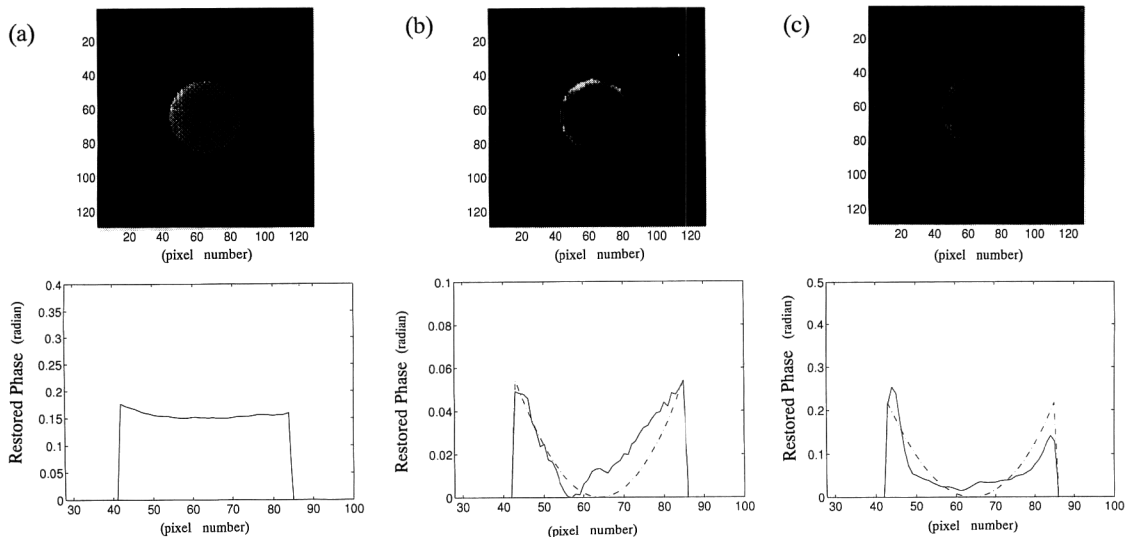 (a)
20
40
60
80
100
120
20 40 60 80 100 120
(pixel number)
(b)
20
40
60
80
100
120
20 40 60 80 100 120
(pixel number)
(c)
20
40
60
80
100
120
20 40 60 80 100 120
(pixel number)
Restored Phase (radian)
0.4
0.35
0.3
0.25
0.2
0.15
0.1
0.05
0
30 40 50 60 70 80 90 100
(pixel number)
Restored Phase (radian)
0.1
0.08
0.06
0.04
0.02
0
30 40 50 60 70 80 90 100
(pixel number)
Restored Phase (radian)
0.5
0.4
0.3
0.2
0.1
0
30 40 50 60 70 80 90 100
(pixel number)